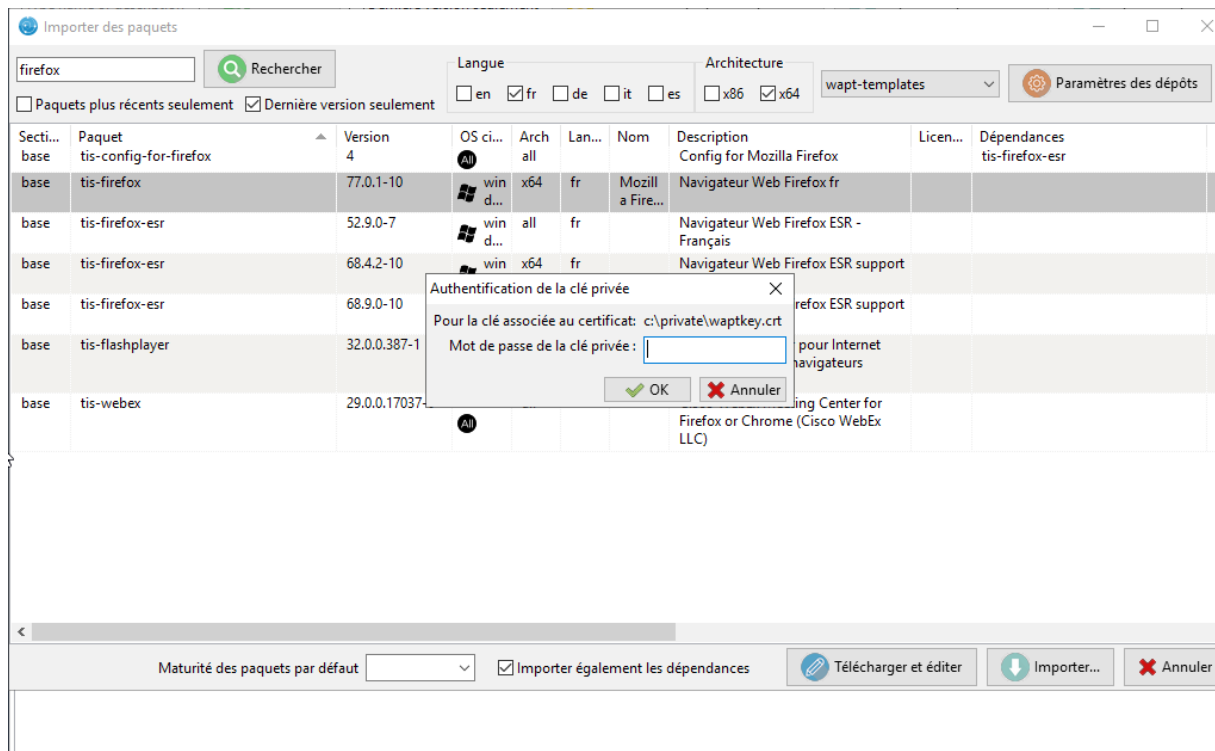 Importer des paquets
firefox
Rechercher
Langue
Architecture
en fr de it es
x86 x64
wapt-templates
Paramètres des dépôts
Paquets plus récents seulement Dernière version seulement
Secti... Paquet Version OS ci... Arch Lan... Nom Description Licen... Dépendances
base tis-config-for-firefox 4 All all Config for Mozilla Firefox tis-firefox-esr
base tis-firefox 77.0.1-10 win x64 fr Mozill Navigateur Web Firefox fr
d... a Fire...
base tis-firefox-esr 52.9.0-7 win all fr Navigateur Web Firefox ESR -
d... Français
base tis-firefox-esr 68.4.2-10 win x64 fr Navigateur Web Firefox ESR support
Authentification de la clé privée
base tis-firefox-esr 68.9.0-10 refox ESR support
Pour la clé associée au certificat: c:\private\waptkey.crt
base tis-flashplayer 32.0.0.387-1 pour Internet
Mot de passe de la clé privée :
navigateurs
OK Annuler
base tis-webex 29.0.0.17037- ing Center for
All Firefox or Chrome (Cisco WebEx
LLC)
Maturité des paquets par défaut Importer également les dépendances Télécharger et éditer Importer... Annuler